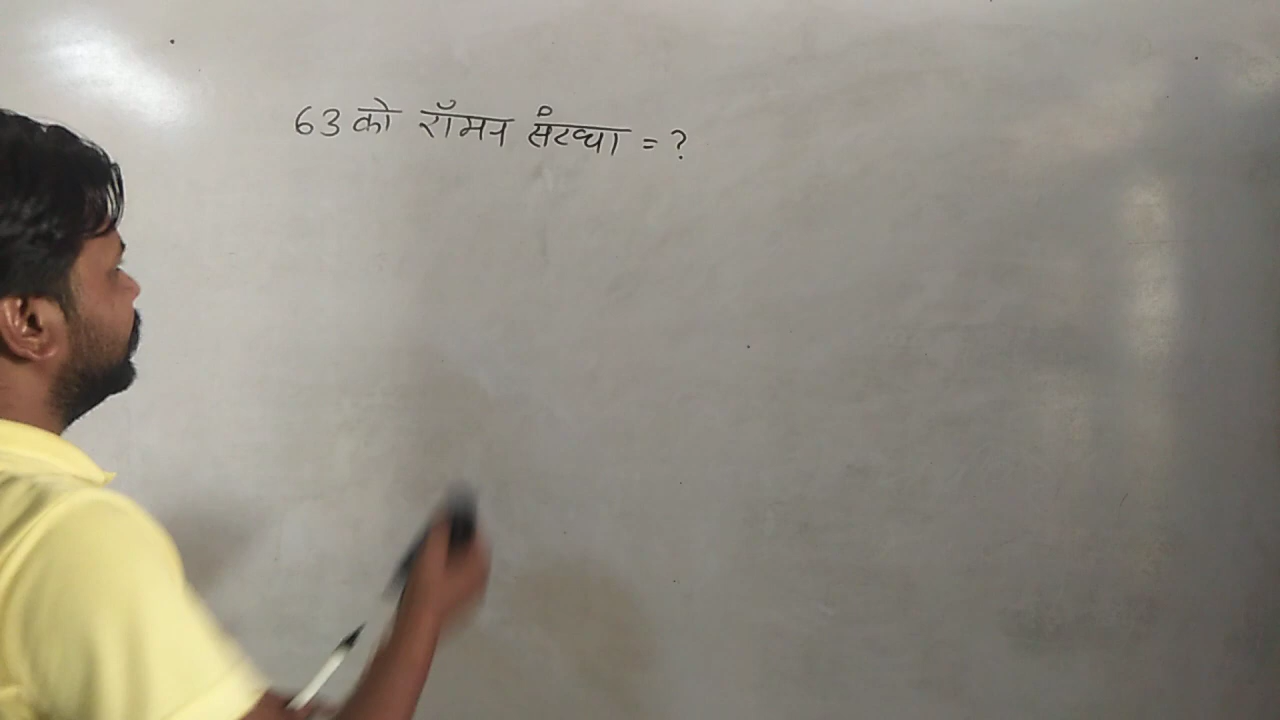 63 को रॉमन संख्या = ?